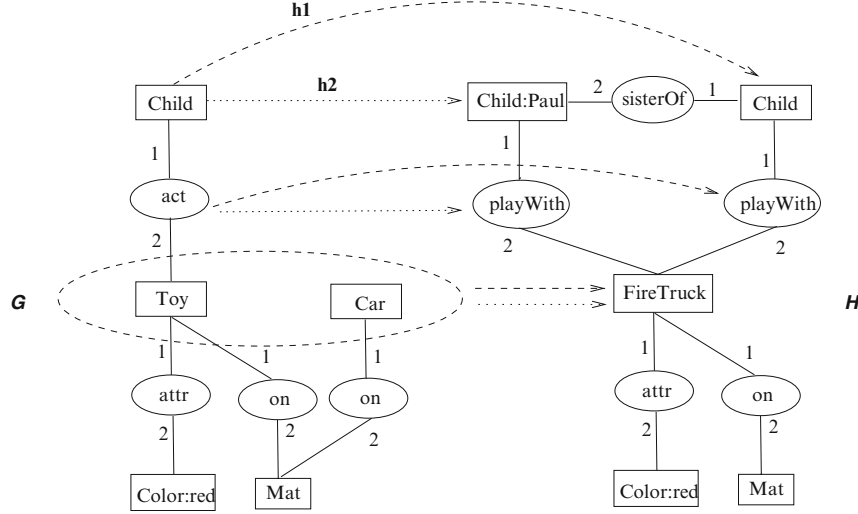 h1
h2
Child
Child:Paul
2
sisterOf
1
Child
1
1
1
act
playWith
playWith
2
2
2
G
Toy
Car
FireTruck
H
1
1
1
1
1
attr
on
on
attr
on
2
2
2
2
2
Color:red
Mat
Color:red
Mat